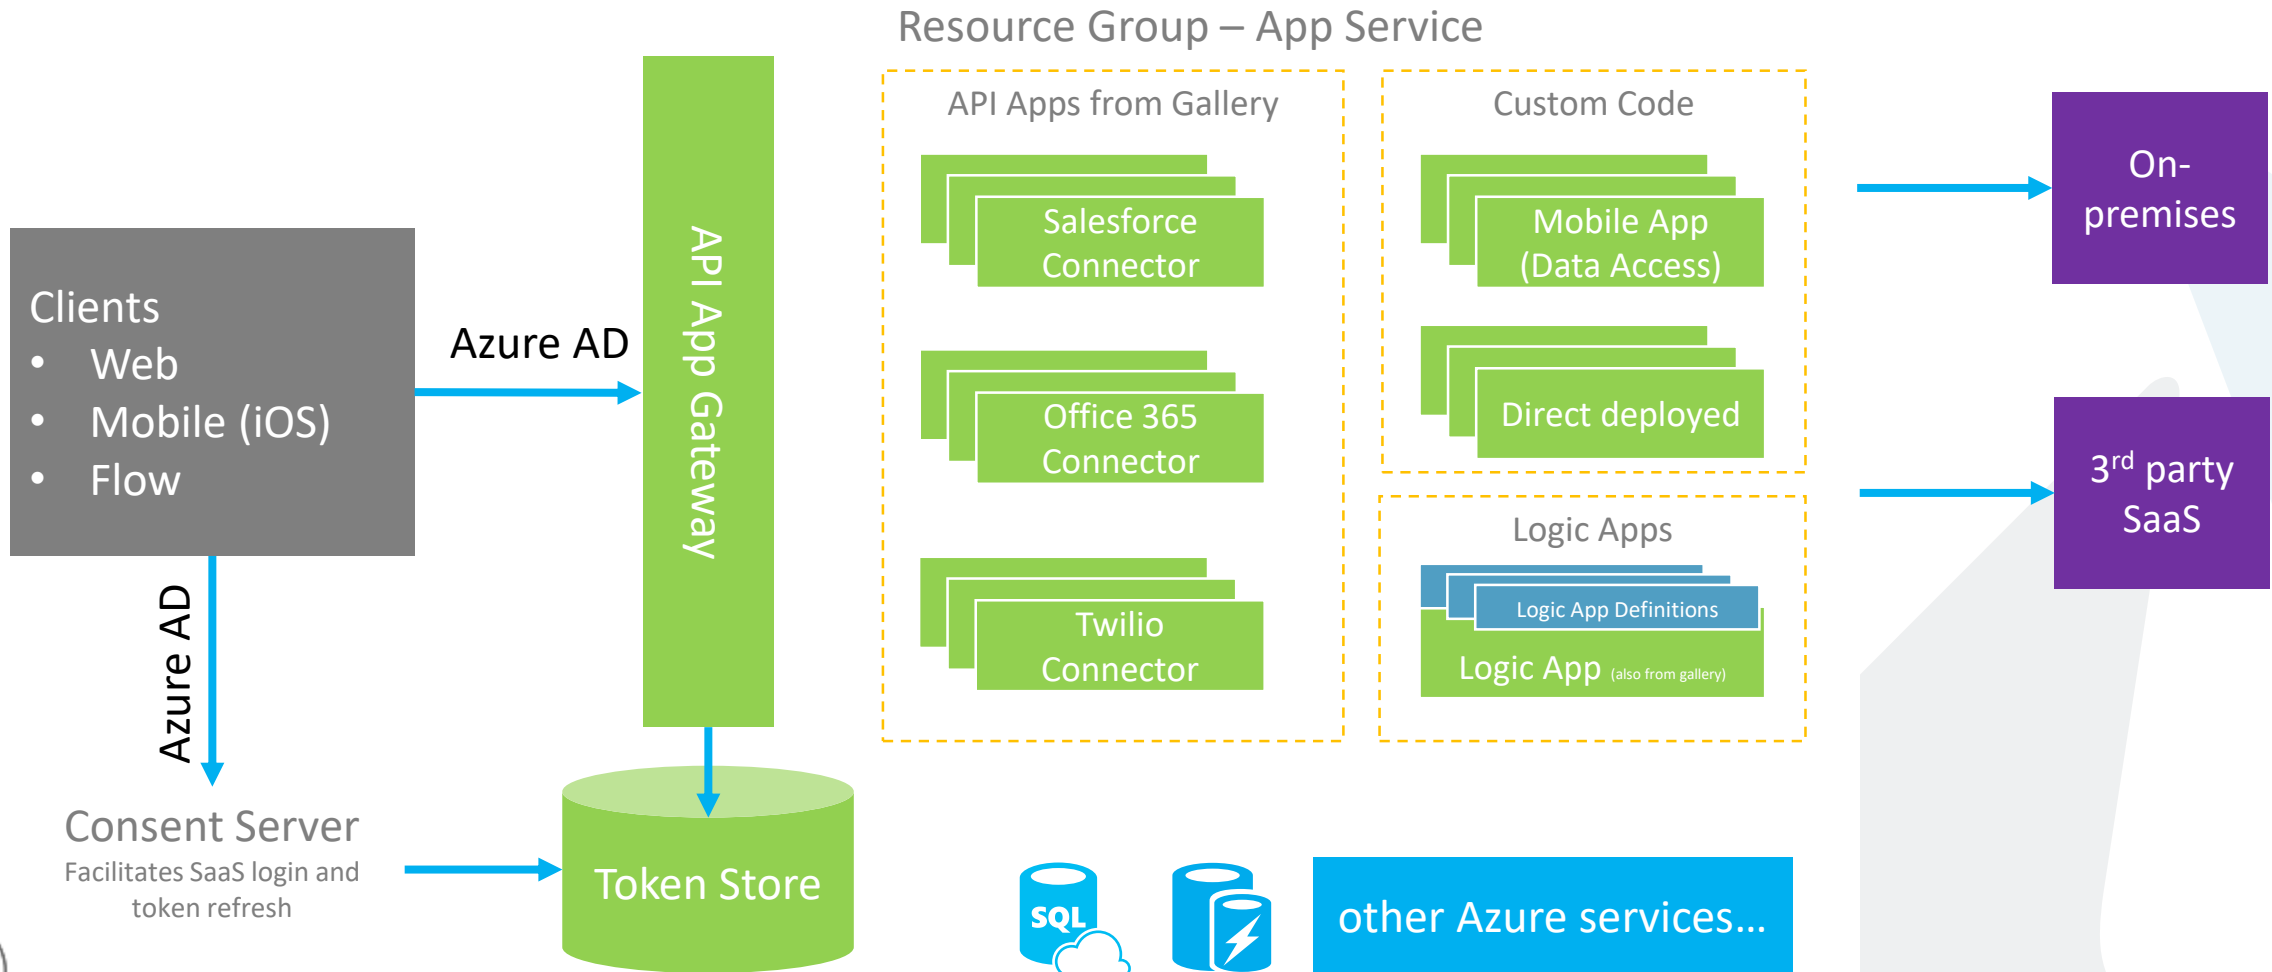 Resource Group – App Service
API Apps from Gallery
Custom Code
Salesforce
Connector
Mobile App
(Data Access)
On-
premises
Clients
• Web
• Mobile (iOS)
• Flow
Azure AD
API App Gateway
Office 365
Connector
Direct deployed
3rd party
SaaS
Logic Apps
Logic App Definitions
Logic App (also from gallery)
Twilio
Connector
Azure AD
Consent Server
Facilitates SaaS login and
token refresh
Token Store
SQL
other Azure services…